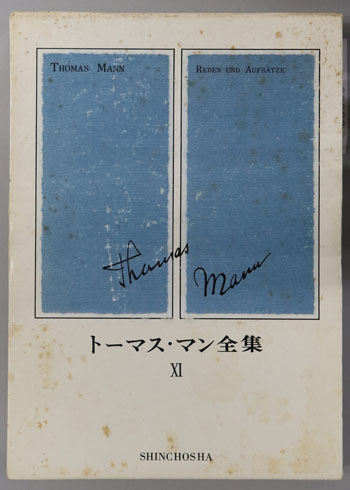 THOMAS MANN
REDEN UND AUFSÄTZE
Thomas Mann
トーマス・マン全集
XI
SHINCHOSHA